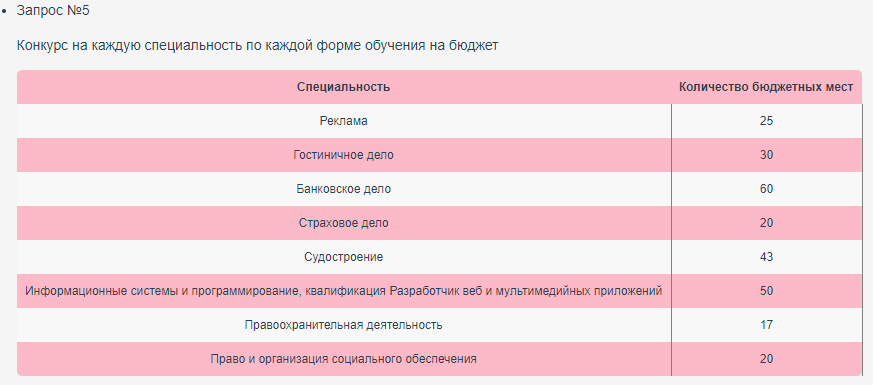 Запрос №5
Конкурс на каждую специальность по каждой форме обучения на бюджет
Специальность Количество бюджетных мест
Реклама 25
Гостиничное дело 30
Банковское дело 60
Страховое дело 20
Судостроение 43
Информационные системы и программирование, квалификация Разработчик веб и мультимедийных приложений 50
Правоохранительная деятельность 17
Право и организация социального обеспечения 20